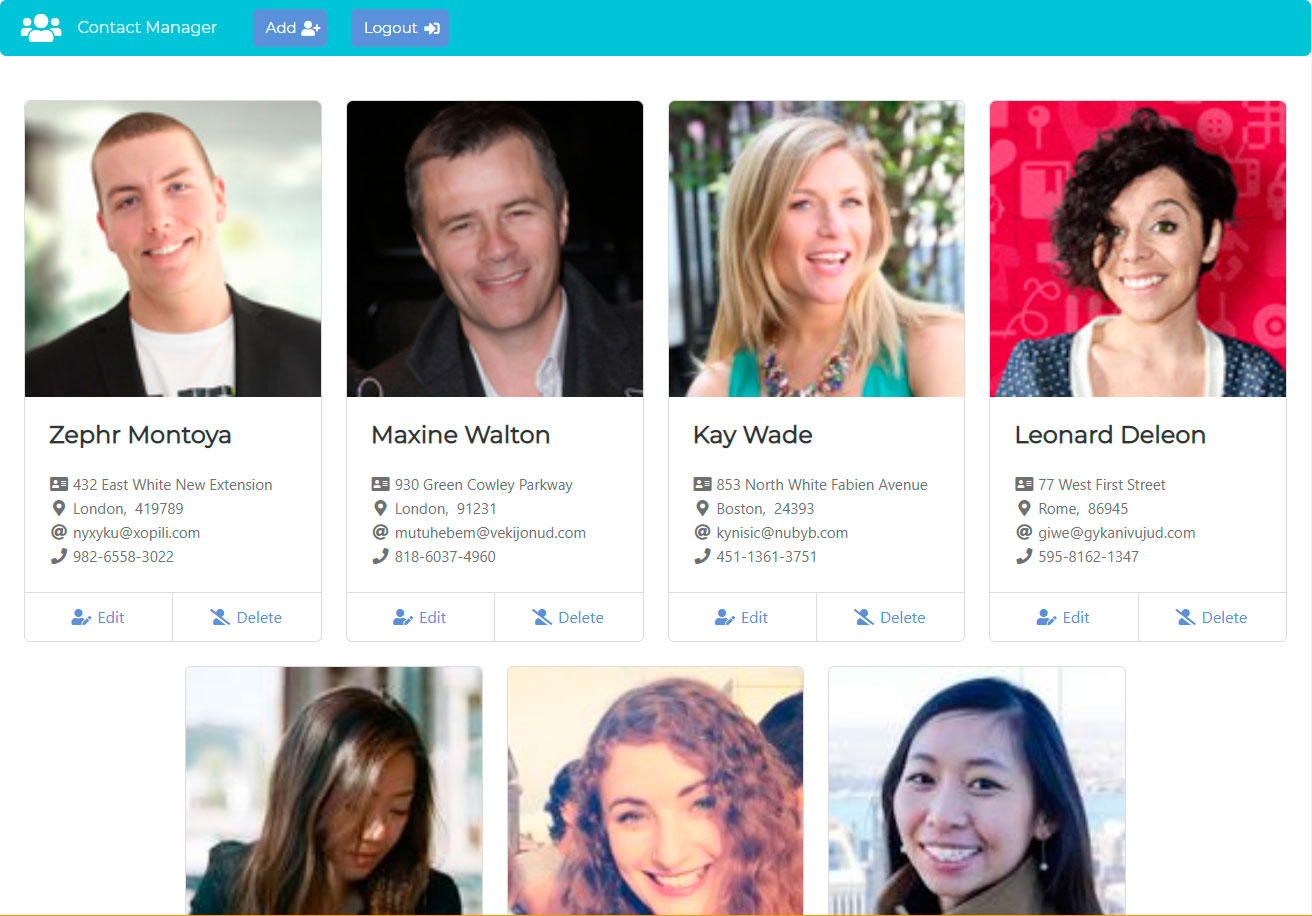 Contact Manager
Add
Logout
Zephr Montoya
432 East White New Extension
London, 419789
nyxyku@xopili.com
982-6558-3022
Edit
Delete
Maxine Walton
930 Green Cowley Parkway
London, 91231
mutuhebem@vekijonud.com
818-6037-4960
Edit
Delete
Kay Wade
853 North White Fabien Avenue
Boston, 24393
kynisic@nubyb.com
451-1361-3751
Edit
Delete
Leonard Deleon
77 West First Street
Rome, 86945
giwe@gykanivujud.com
595-8162-1347
Edit
Delete